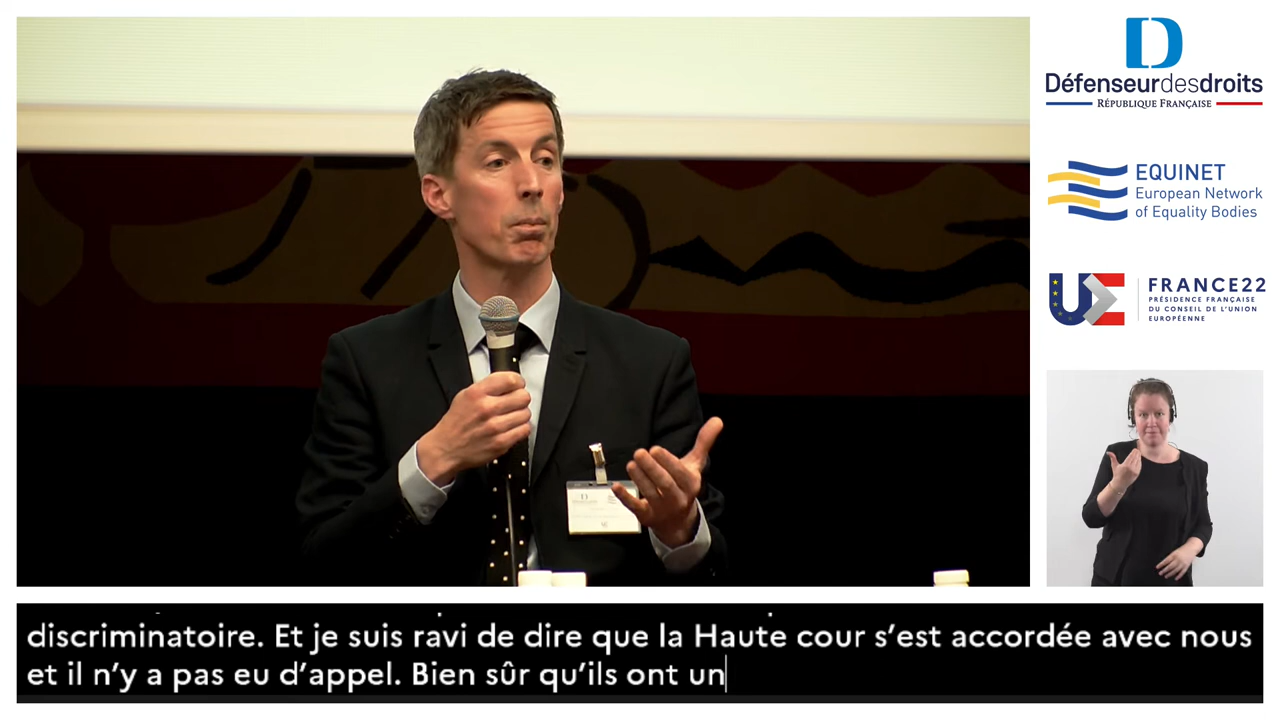 Défenseurdesdroits
RÉPUBLIQUE FRANÇAISE
EQUINET
European Network
of Equality Bodies
UE
FRANCE22
PRÉSIDENCE FRANÇAISE
DU CONSEIL DE L'UNION
EUROPÉENNE
discriminatoire. Et je suis ravi de dire que la Haute cour s’est accordée avec nous
et il n’y a pas eu d’appel. Bien sûr qu’ils ont un